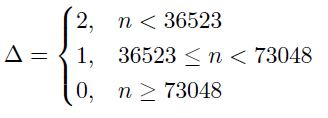 Δ = { 2, n < 36523
1, 36523 ≤ n < 73048
0, n ≥ 73048